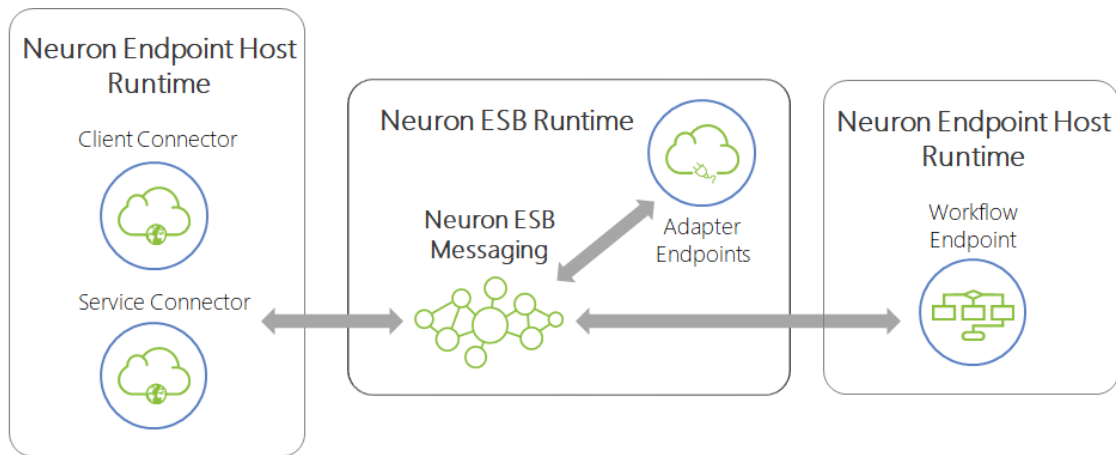 Neuron Endpoint Host
Runtime
Client Connector
Service Connector
Neuron ESB Runtime
Neuron ESB
Messaging
Adapter
Endpoints
Neuron Endpoint Host
Runtime
Workflow
Endpoint